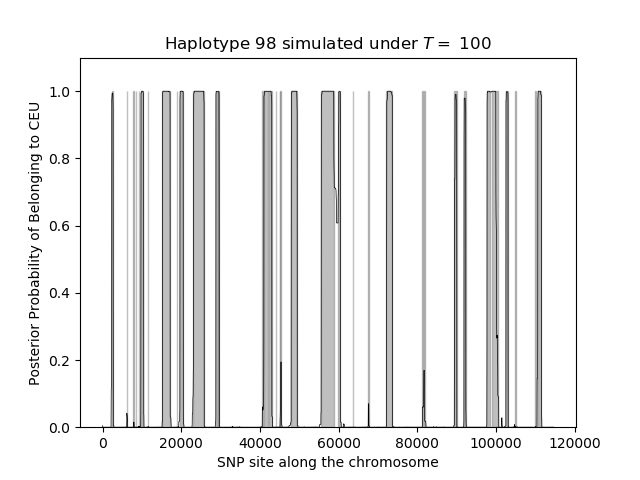 Haplotype 98 simulated under T = 100
Posterior Probability of Belonging to CEU
1.0
0.8
0.6
0.4
0.2
0.0
0 20000 40000 60000 80000 100000 120000
SNP site along the chromosome